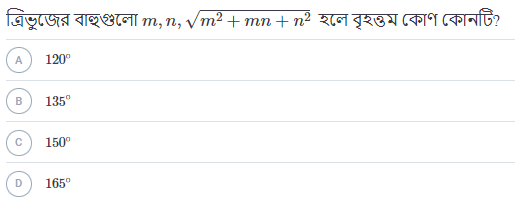 ত্রিভুজের বাহুগুলো m, n, √(m² + mn + n²) হলে বৃহত্তম কোণ কোনটি?
A 120°
B 135°
C 150°
D 165°